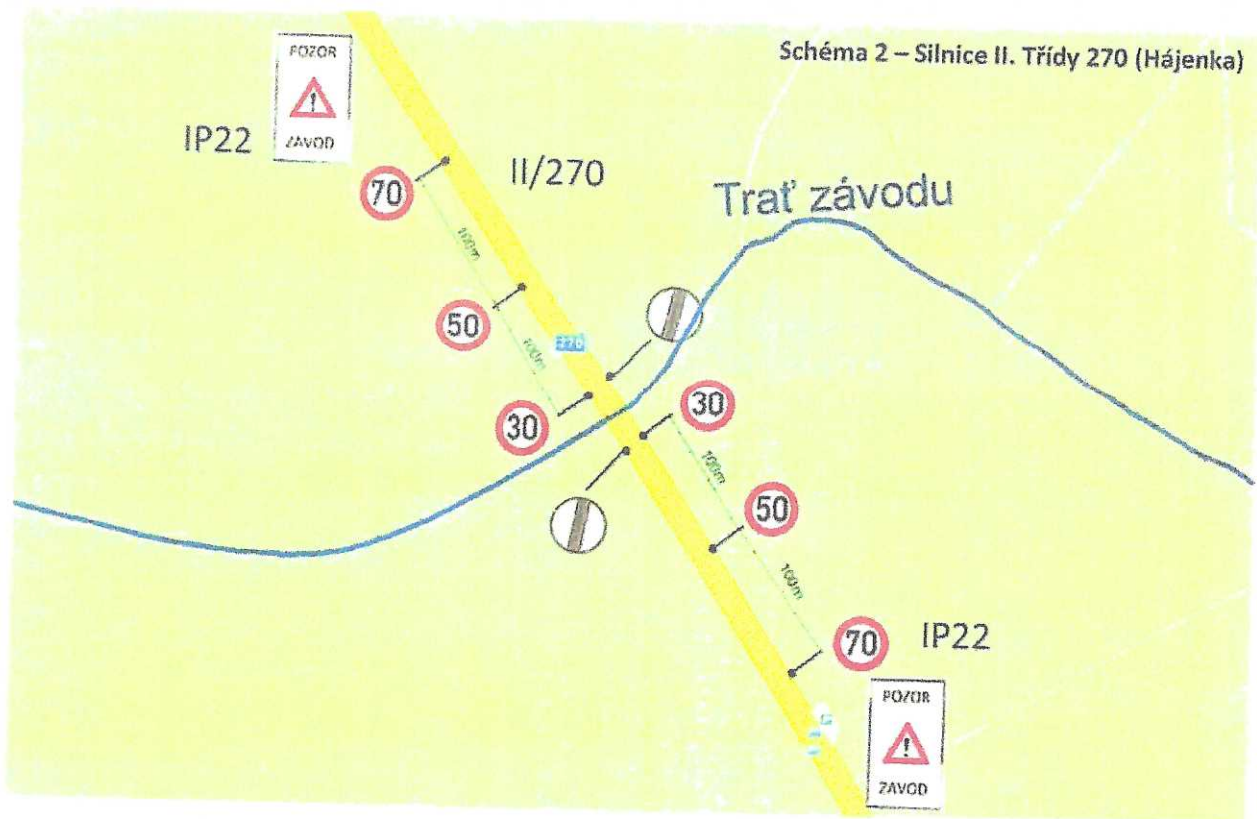 Schéma 2 – Silnice II. Třídy 270 (Hájenka)
POZOR
ZÁVOD
IP22
II/270
Trať závodu
70
100m
50
270
100m
30
30
100m
50
100m
70
IP22
POZOR
ZÁVOD